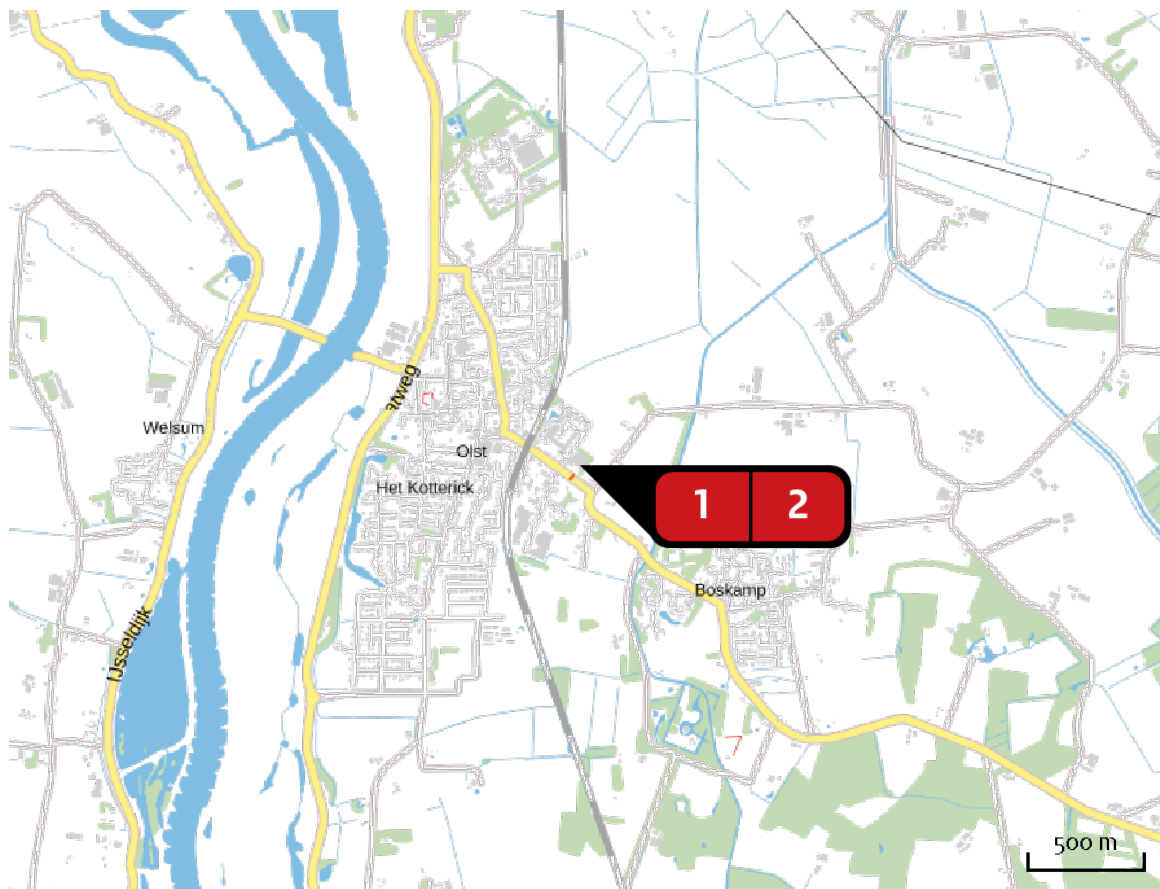 atweg
Welsum
Olst
Het Kotterick
1 2
Boskamp
IJsseldijk
500 m